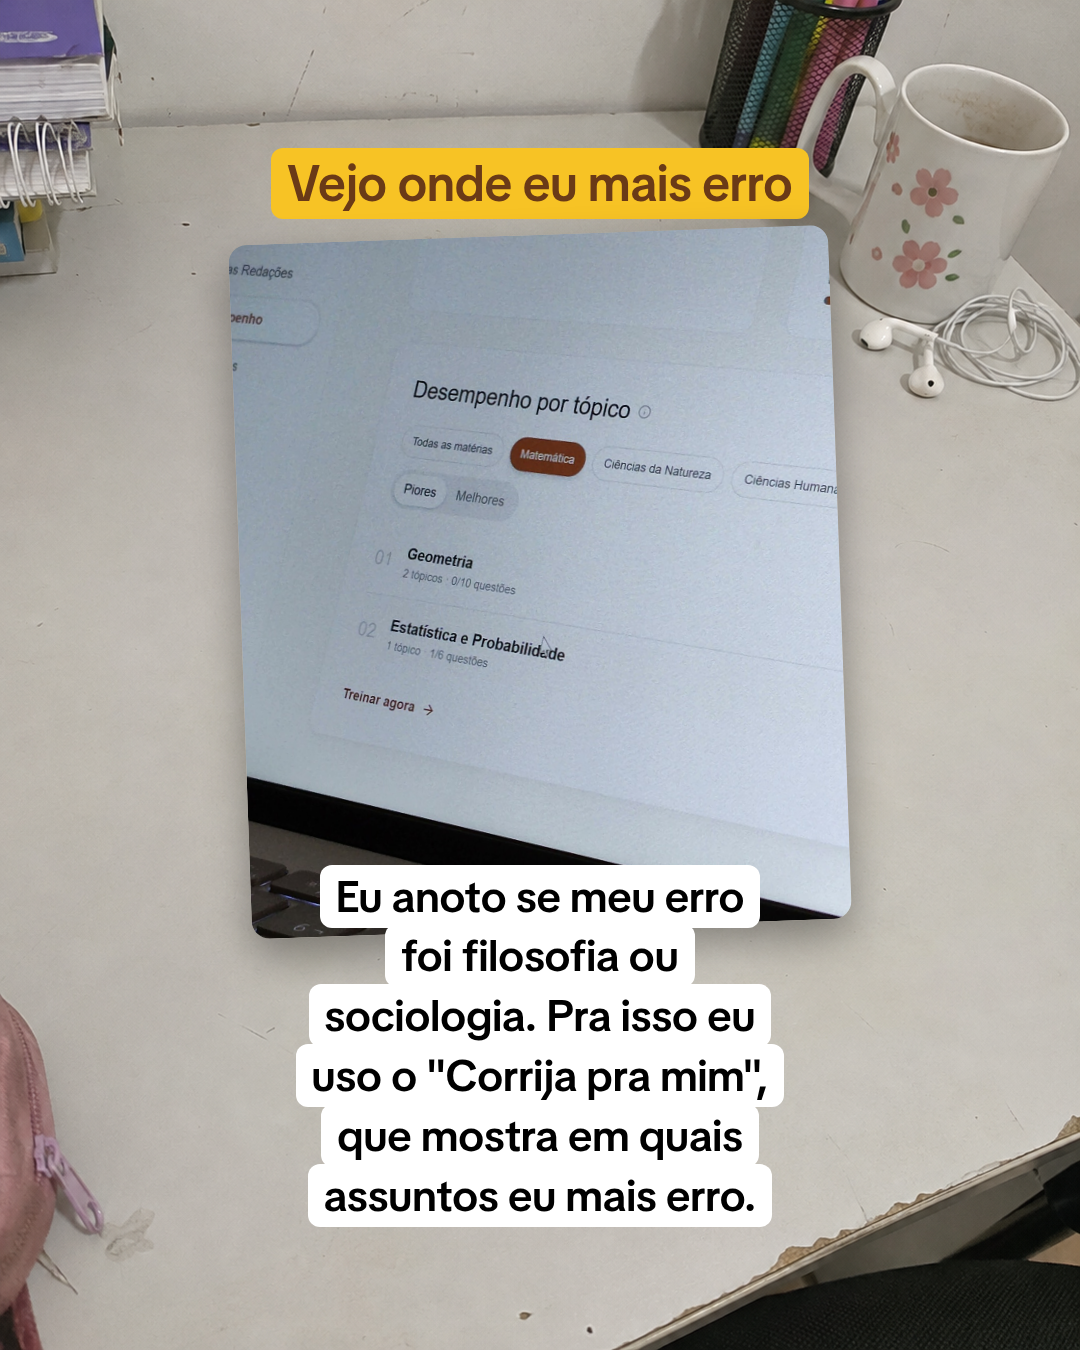 Vejo onde eu mais erro
as Redações
penho
s
Desempenho por tópico
Todas as matérias
Matemática
Ciências da Natureza
Ciências Humana
Piores
Melhores
01
Geometria
2 tópicos · 0/10 questões
02
Estatística e Probabilidade
1 tópico · 1/6 questões
Treinar agora →
Eu anoto se meu erro
foi filosofia ou
sociologia. Pra isso eu
uso o "Corrija pra mim",
que mostra em quais
assuntos eu mais erro.